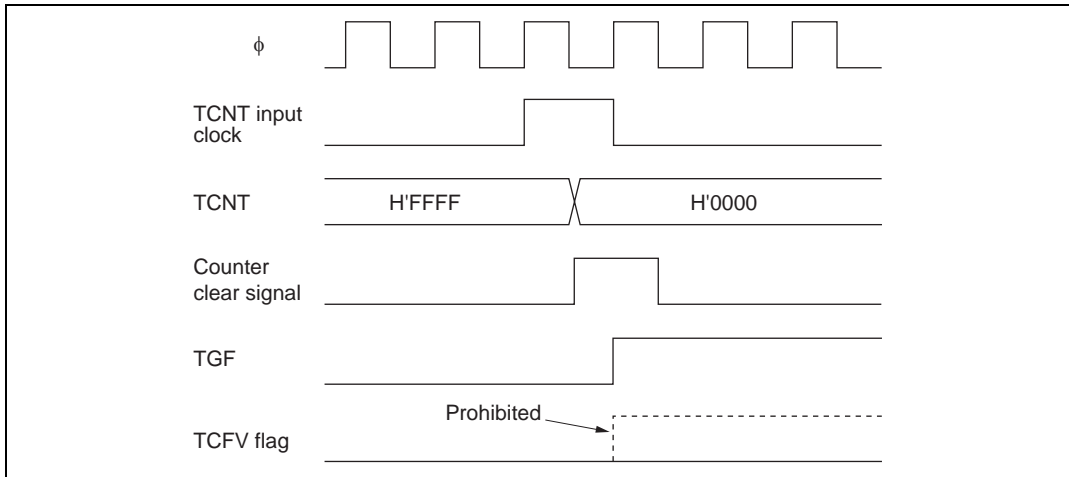 ϕ
TCNT input
clock
TCNT
H'FFFF
H'0000
Counter
clear signal
TGF
Prohibited
TCFV flag